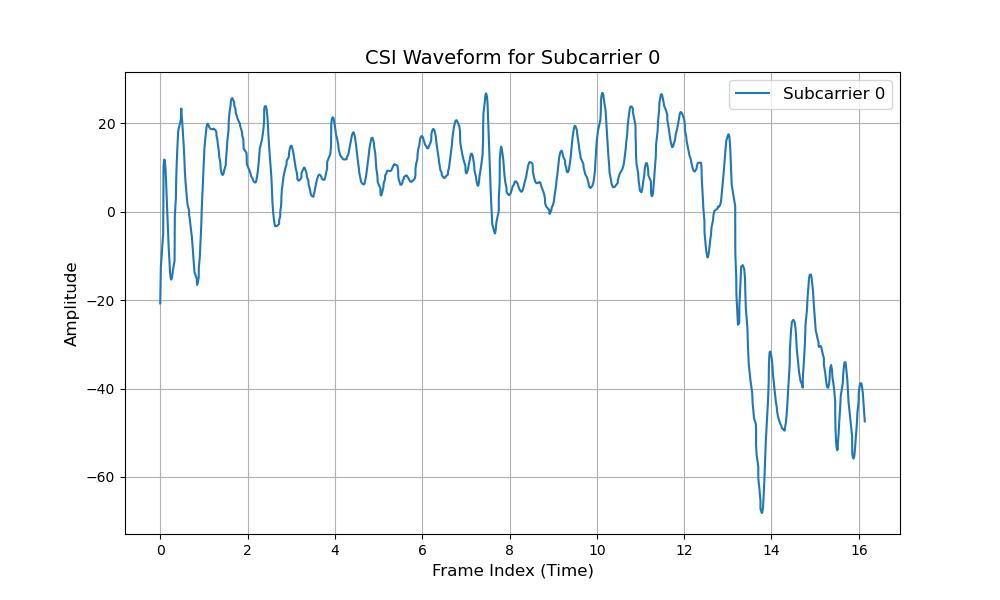 CSI Waveform for Subcarrier 0
Subcarrier 0
Amplitude
20
0
−20
−40
−60
0 2 4 6 8 10 12 14 16
Frame Index (Time)